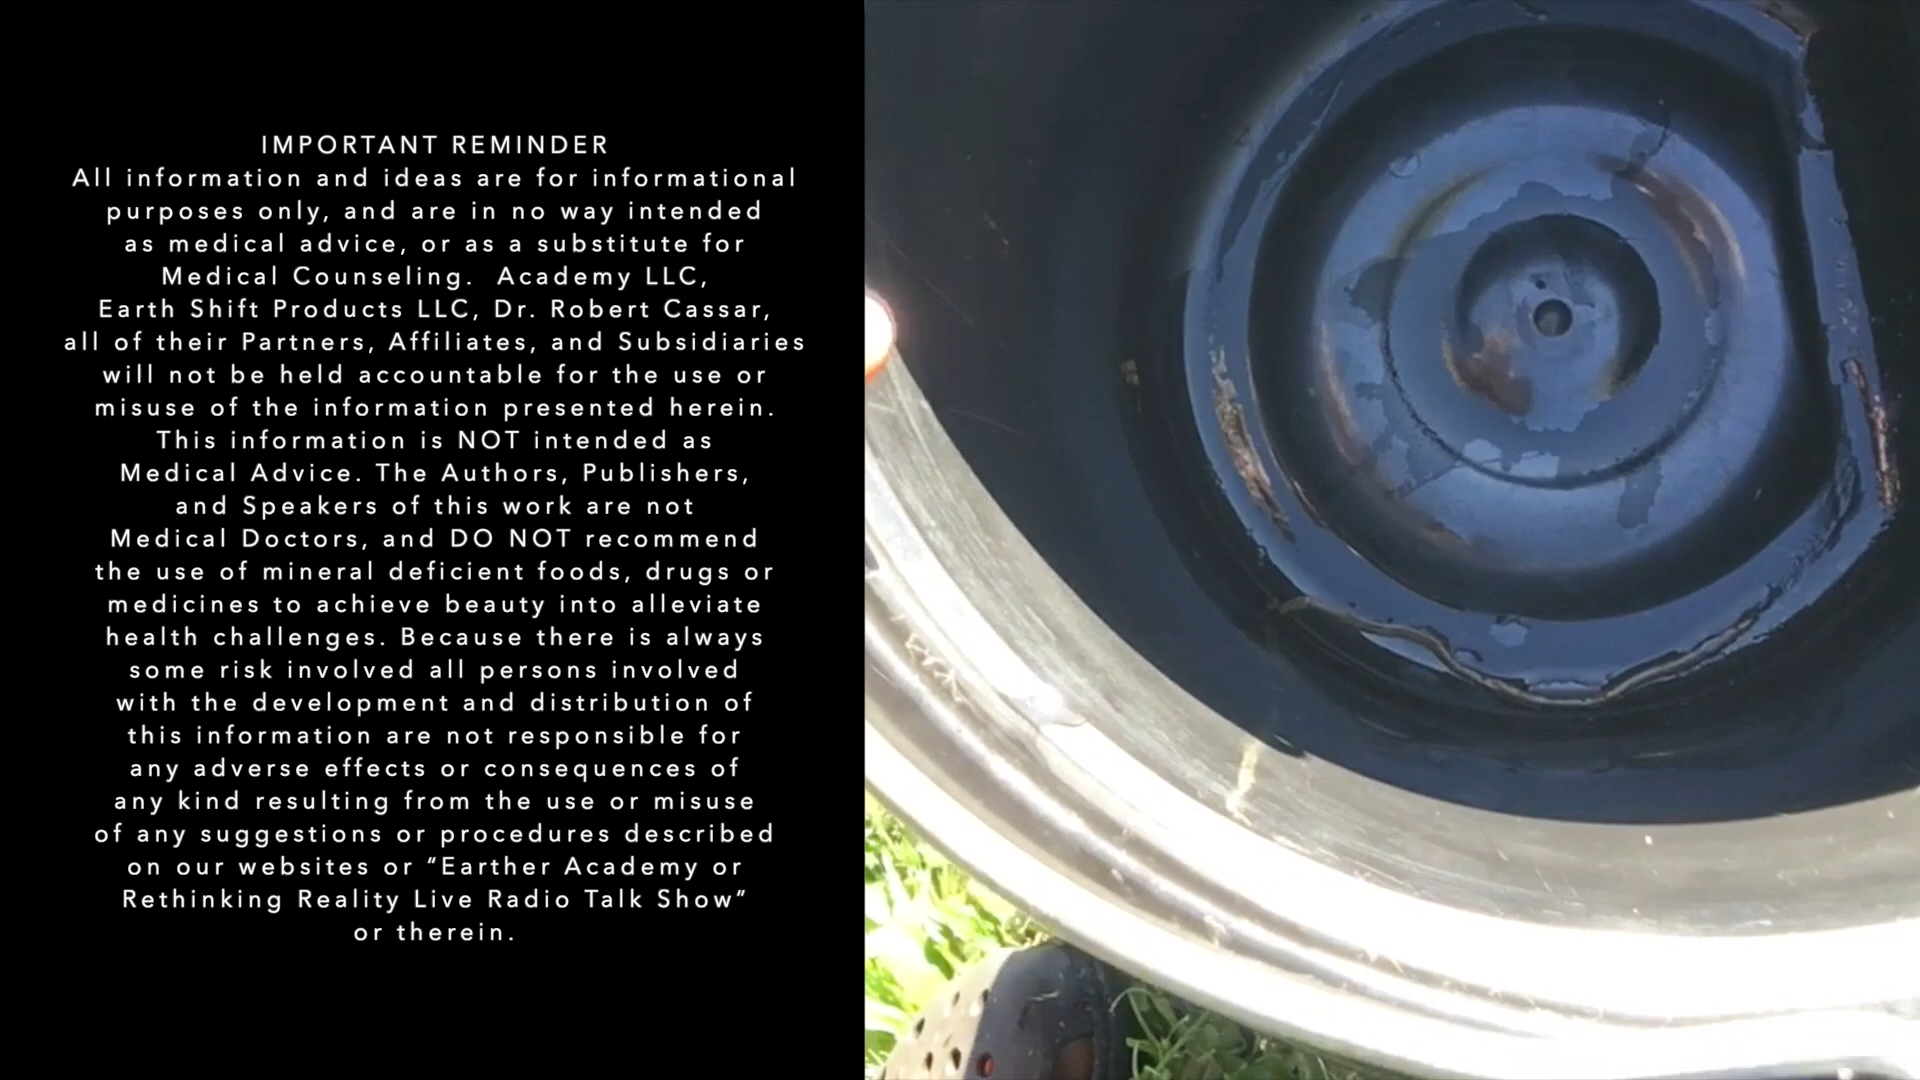 IMPORTANT REMINDER
All information and ideas are for informational
purposes only, and are in no way intended
as medical advice, or as a substitute for
Medical Counseling.  Academy LLC,
Earth Shift Products LLC, Dr. Robert Cassar,
all of their Partners, Affiliates, and Subsidiaries
will not be held accountable for the use or
misuse of the information presented herein.
This information is NOT intended as
Medical Advice. The Authors, Publishers,
and Speakers of this work are not
Medical Doctors, and DO NOT recommend
the use of mineral deficient foods, drugs or
medicines to achieve beauty into alleviate
health challenges. Because there is always
some risk involved all persons involved
with the development and distribution of
this information are not responsible for
any adverse effects or consequences of
any kind resulting from the use or misuse
of any suggestions or procedures described
on our websites or “Earther Academy or
Rethinking Reality Live Radio Talk Show”
or therein.